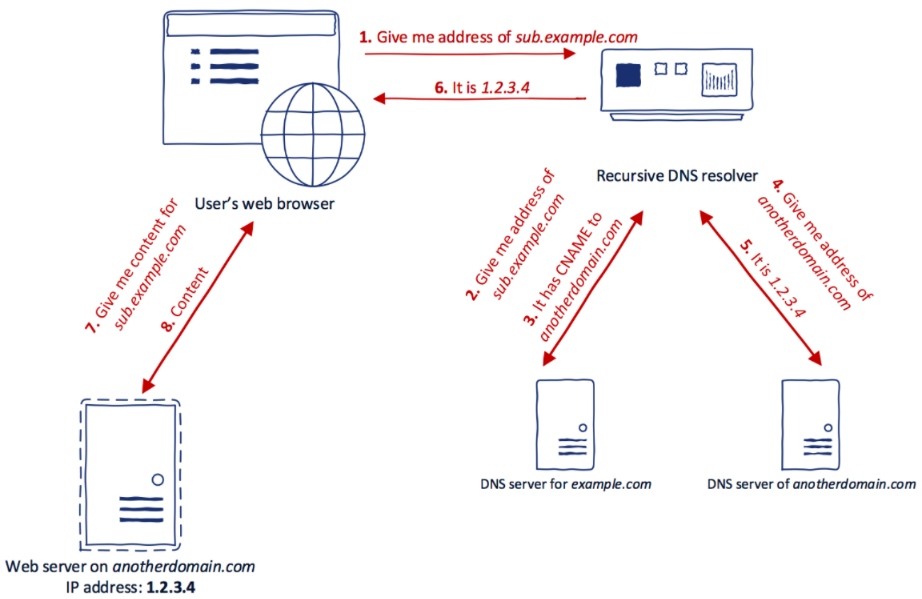 1. Give me address of sub.example.com
6. It is 1.2.3.4
User's web browser
Recursive DNS resolver
2. Give me address of
sub.example.com
3. It has CNAME to
anotherdomain.com
4. Give me address of
anotherdomain.com
5. It is 1.2.3.4
7. Give me content for
sub.example.com
8. Content
DNS server for example.com
DNS server of anotherdomain.com
Web server on anotherdomain.com
IP address: 1.2.3.4